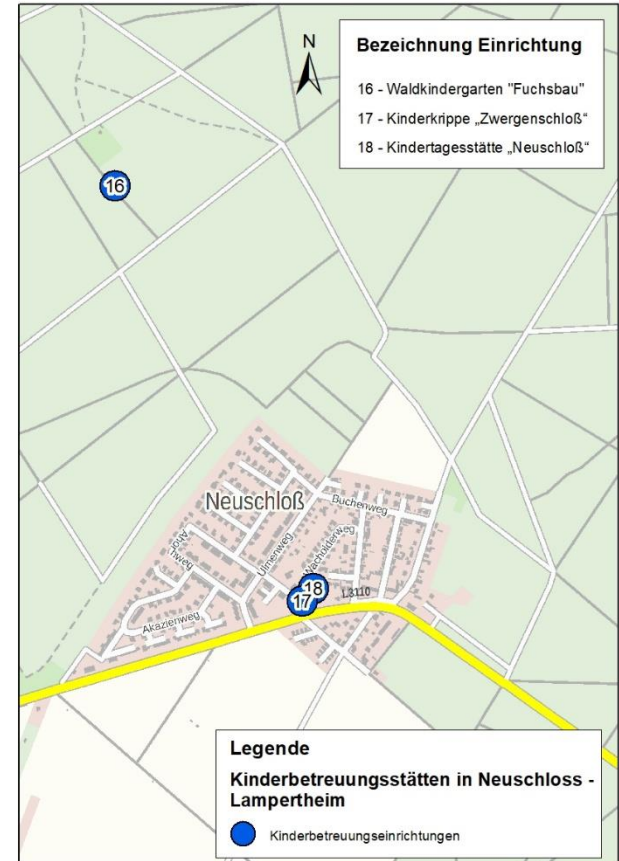 N
Bezeichnung Einrichtung
16 - Waldkindergarten "Fuchsbau"
17 - Kinderkrippe „Zwergenschloß“
18 - Kindertagesstätte „Neuschloß“
16
Neuschloß
Buchenweg
Ahornweg
Ulmenweg
Wacholderweg
18
17
L3110
Akazienweg
Legende
Kinderbetreuungsstätten in Neuschloss -
Lampertheim
Kinderbetreuungseinrichtungen